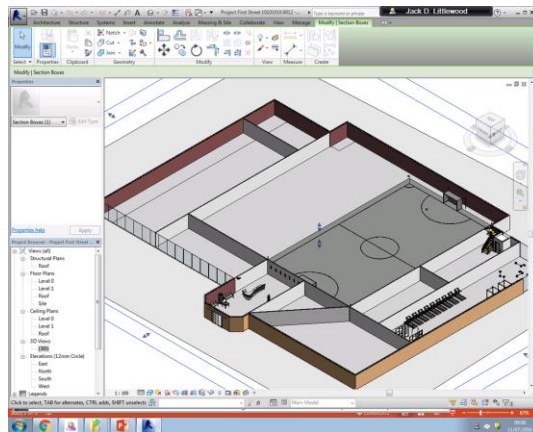 Project First Street
Jack D. Littlewood
Architecture Structure Systems Insert Annotate Analyze Massing & Site Collaborate View Manage Modify | Section Boxes
Modify
Notch
Cut
Join
Select Properties Clipboard Geometry Modify View Measure Create
Modify | Section Boxes
Properties
Section Boxes (1) Edit Type
Properties help Apply
Project Browser - Project First Street
Views (all)
Structural Plans
Roof
Floor Plans
Level 0
Level 1
Roof
Site
Ceiling Plans
Level 0
Level 1
Roof
3D Views
{3D}
Elevations (12mm Circle)
East
North
South
West
Legends
1 : 100
Click to select, TAB for alternates, CTRL adds, SHIFT unselects
Main Model
67%